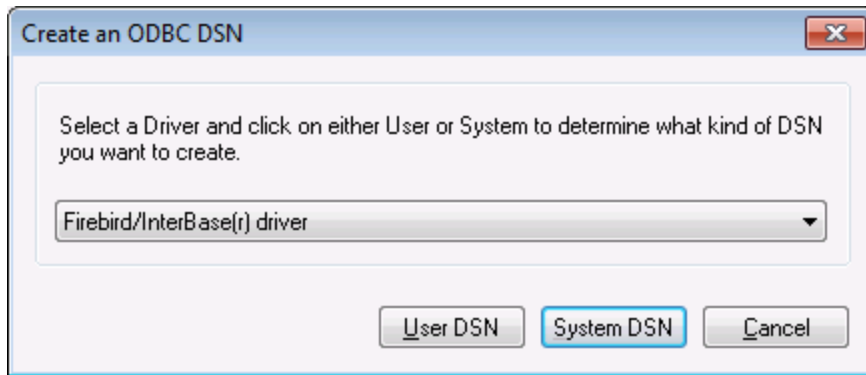 Create an ODBC DSN
Select a Driver and click on either User or System to determine what kind of DSN
you want to create.
Firebird/InterBase(r) driver
User DSN System DSN Cancel